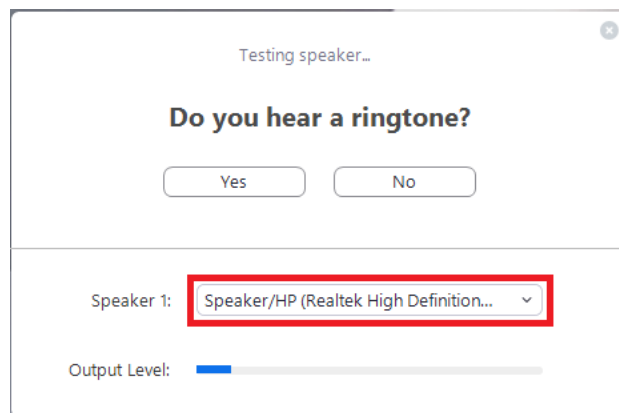 Testing speaker...
Do you hear a ringtone?
Yes No
Speaker 1: Speaker/HP (Realtek High Definition...
Output Level: